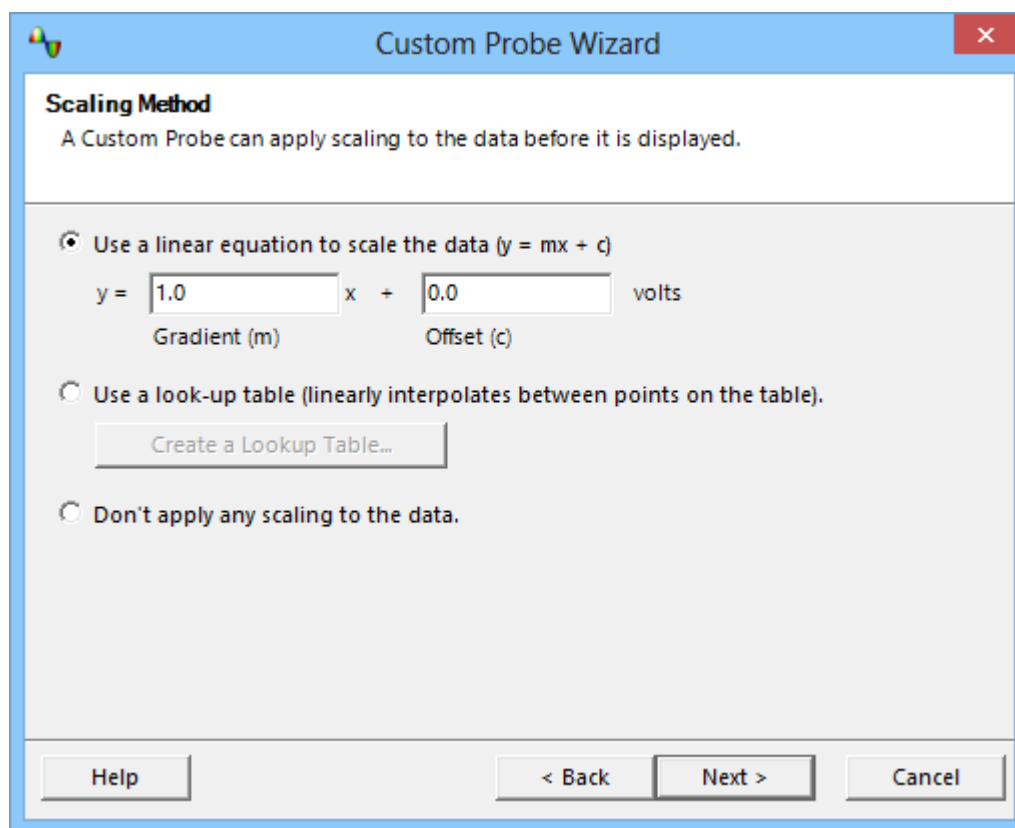 Custom Probe Wizard
Scaling Method
A Custom Probe can apply scaling to the data before it is displayed.
Use a linear equation to scale the data (y = mx + c)
y = 1.0 x + 0.0 volts
Gradient (m) Offset (c)
Use a look-up table (linearly interpolates between points on the table).
Create a Lookup Table...
Don't apply any scaling to the data.
Help < Back Next > Cancel